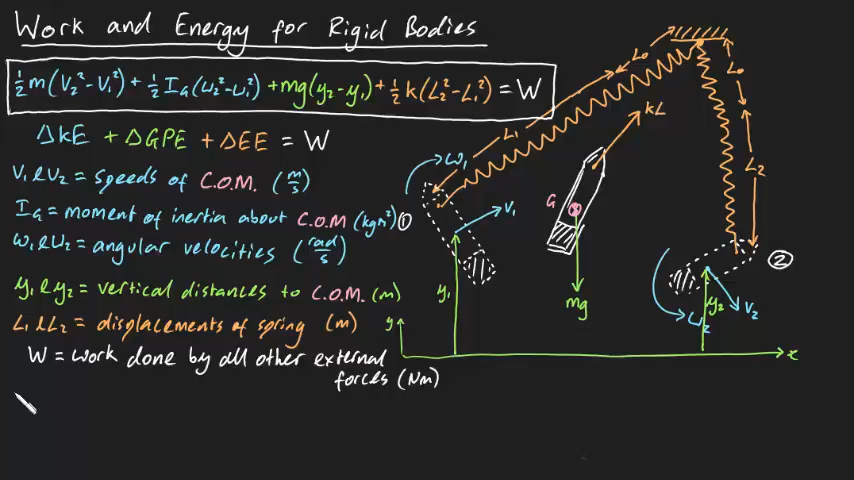 Work and Energy for Rigid Bodies
½m(V₂²-V₁²) + ½I_G(ω₂²-ω₁²) + mg(y₂-y₁) + ½k(L₂²-L₁²) = W
ΔKE + ΔGPE + ΔEE = W
V₁ & V₂ = speeds of C.O.M. (m/s)
I_G = moment of inertia about C.O.M (kgm²)
ω₁ & ω₂ = angular velocities (rad/s)
y₁ & y₂ = vertical distances to C.O.M. (m)
L₁ & L₂ = displacements of spring (m)
W = work done by all other external
forces (Nm)
L₀
L₁
kL
L₀
L₂
ω₁
V₁
G
①
②
y₁
mg
ω₂
y₂
V₂
y
x